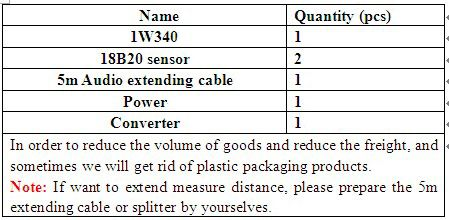 Name Quantity (pcs)
1W340 1
18B20 sensor 2
5m Audio extending cable 1
Power 1
Converter 1
In order to reduce the volume of goods and reduce the freight, and
sometimes we will get rid of plastic packaging products.
Note: If want to extend measure distance, please prepare the 5m
extending cable or splitter by yourselves.